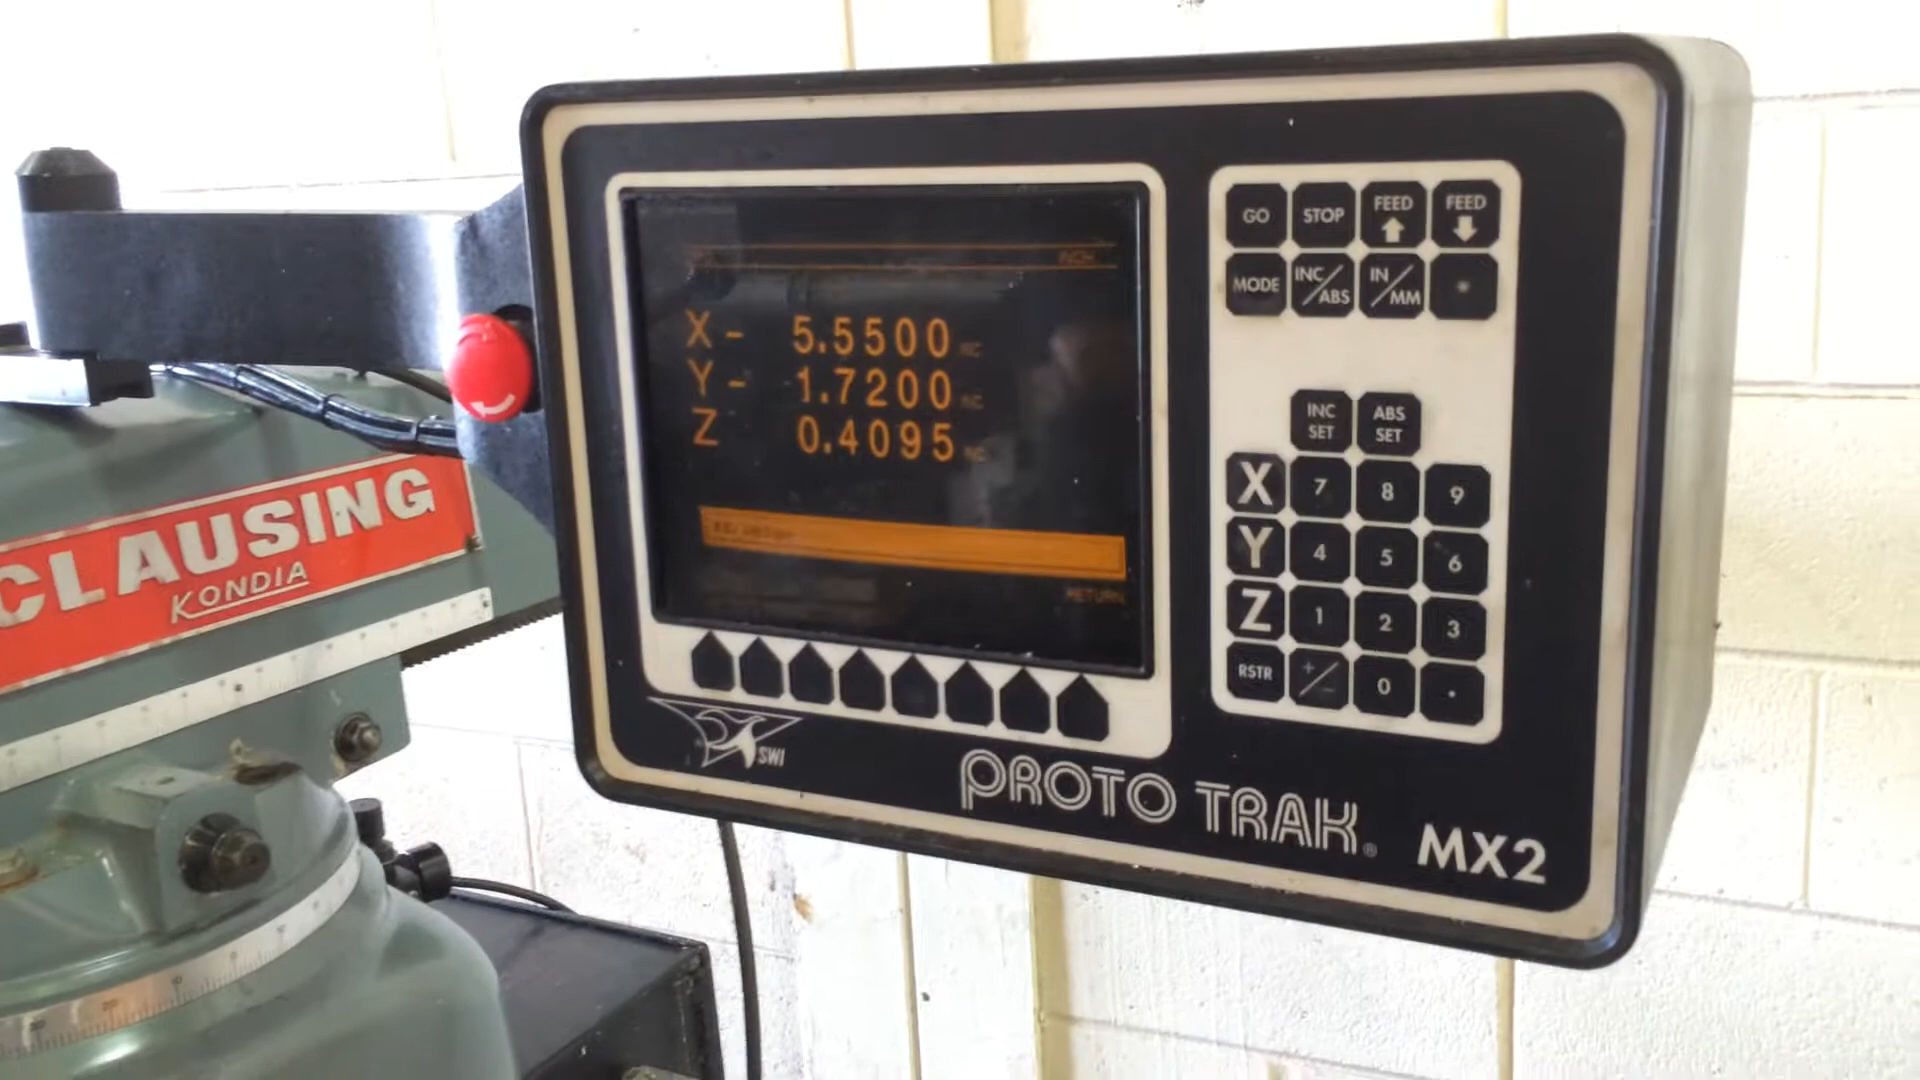 CLAUSING
KONDIA
INCH
X - 5.5500 INC
Y - 1.7200 INC
Z 0.4095 INC
RETURN
GO
STOP
FEED
FEED
MODE
INC/ABS
IN/MM
*
INC SET
ABS SET
X 7 8 9
Y 4 5 6
Z 1 2 3
RSTR +/- 0 .
SWI
PROTO TRAK®
MX2